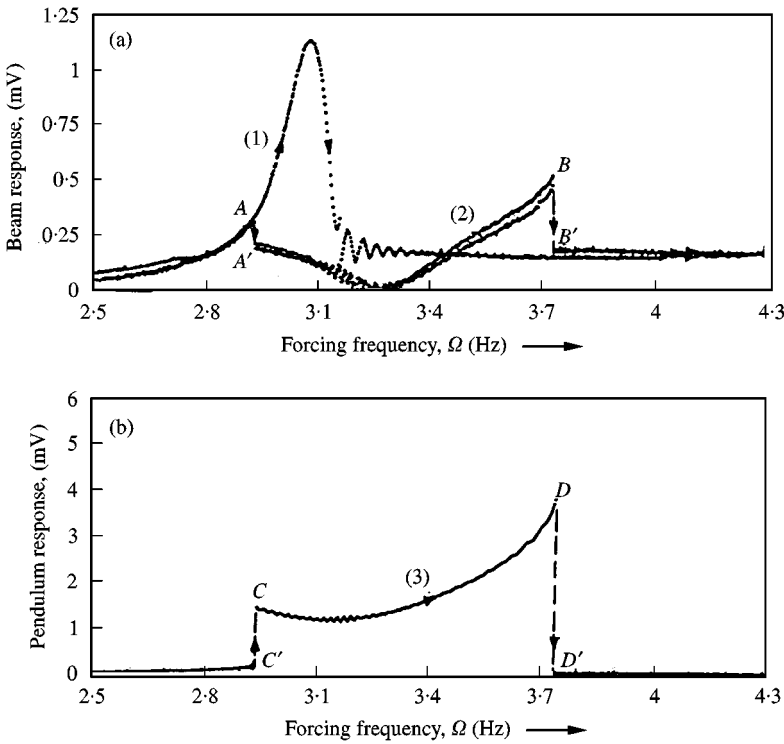 1·25
(a)
1
0·75
0·5
0·25
0
Beam response, (mV)
(1)
(2)
A
A′
B
B′
2·5 2·8 3·1 3·4 3·7 4 4·3
Forcing frequency, Ω (Hz)
6
(b)
5
4
3
2
1
0
Pendulum response, (mV)
C
C′
(3)
D
D′
2·5 2·8 3·1 3·4 3·7 4 4·3
Forcing frequency, Ω (Hz)